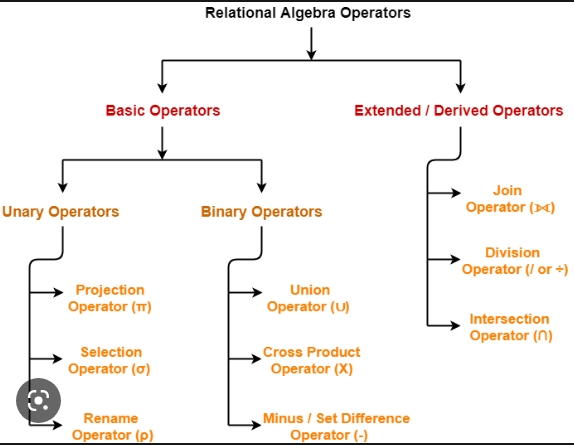 Relational Algebra Operators
Basic Operators
Extended / Derived Operators
Unary Operators
Binary Operators
Projection
Operator (π)
Selection
Operator (σ)
Rename
Operator (ρ)
Union
Operator (∪)
Cross Product
Operator (X)
Minus / Set Difference
Operator (-)
Join
Operator (⋈)
Division
Operator (/ or ÷)
Intersection
Operator (∩)